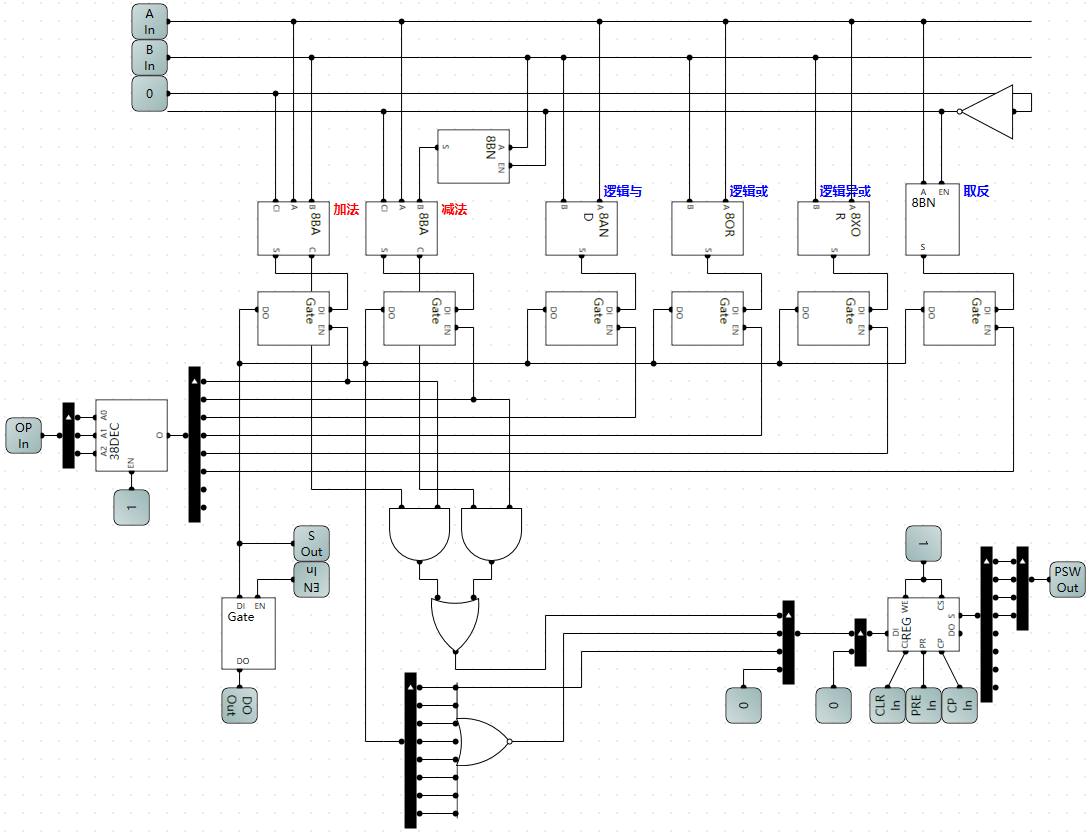 A
In
B
In
0
8BN
S
A
EN
逻辑与
逻辑或
逻辑异或
取反
A
EN
8BN
S
加法
减法
CI
A
B
8BA
S
C
CI
A
B
8BA
S
C
B
A
8AN
D
S
B
A
8OR
S
B
A
8XO
R
S
DO
Gate
DI
EN
DO
Gate
DI
EN
DO
Gate
DI
EN
DO
Gate
DI
EN
DO
Gate
DI
EN
DO
Gate
DI
EN
OP
In
A0
A1
A2
38DEC
O
EN
1
S
Out
In
EN
DI
EN
Gate
DO
DO
Out
1
WE
CS
DI
REG
S
DO
CL
PR
CP
PSW
Out
0
0
CLR
In
PRE
In
CP
In